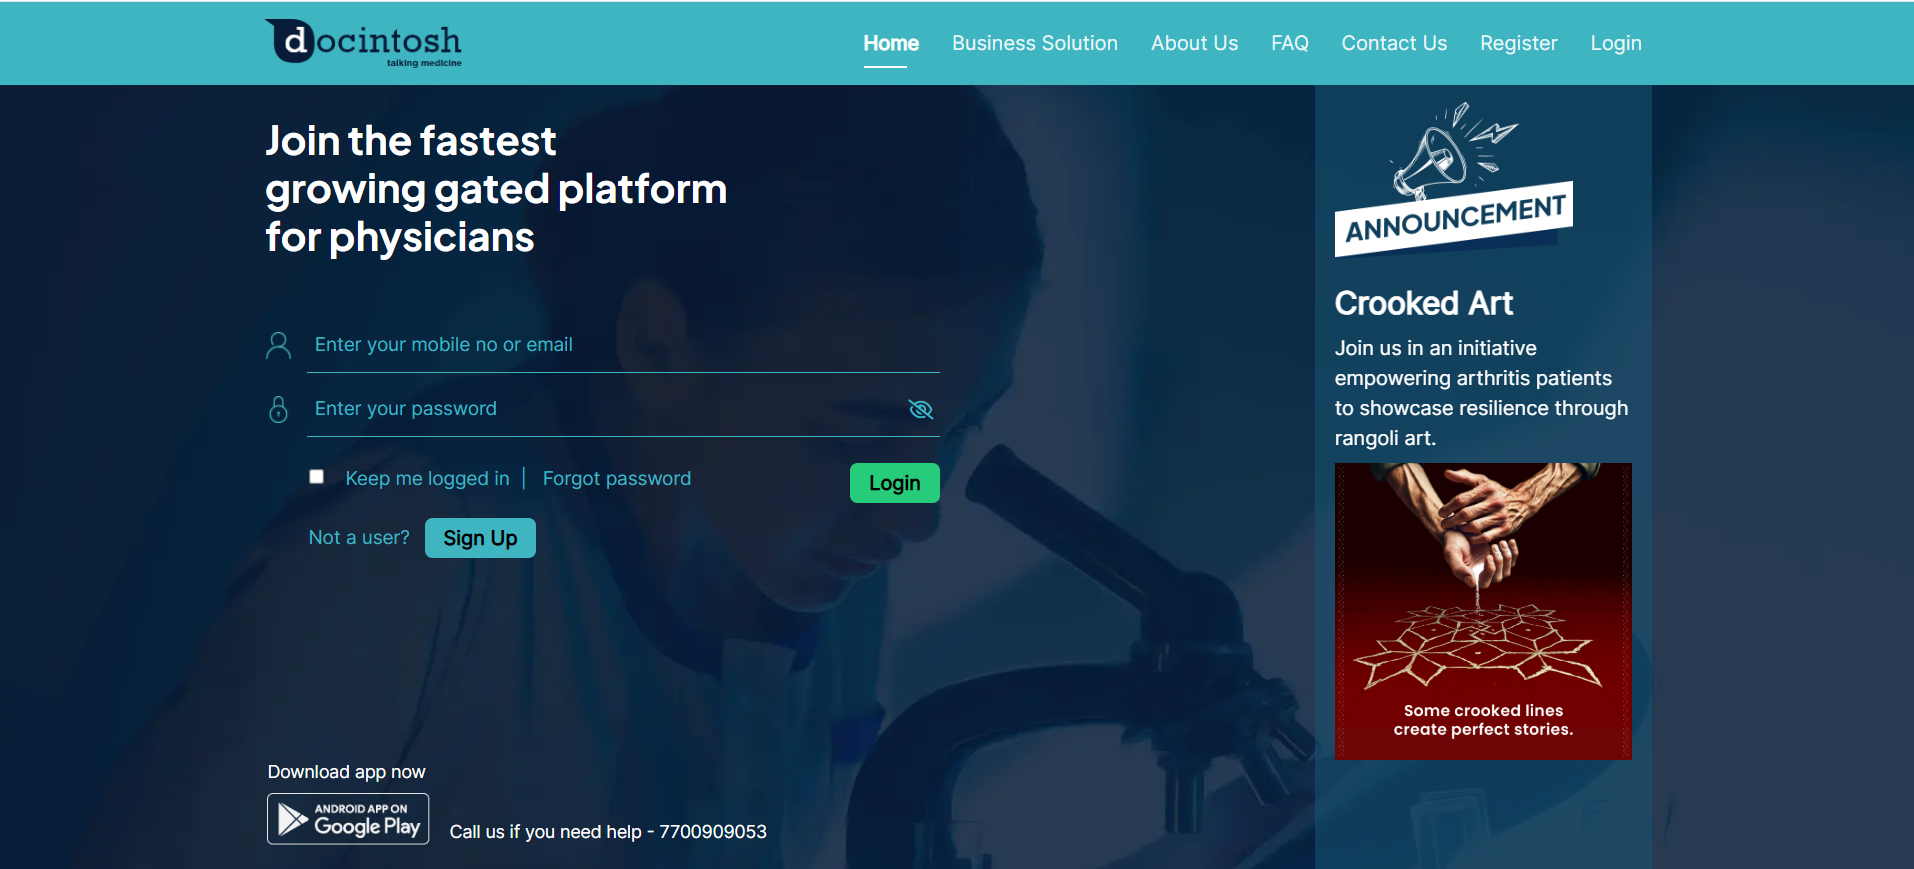 docintosh
talking medicine
Home Business Solution About Us FAQ Contact Us Register Login
Join the fastest
growing gated platform
for physicians
Enter your mobile no or email
Enter your password
Keep me logged in | Forgot password
Login
Not a user? Sign Up
Download app now
ANDROID APP ON
Google Play
Call us if you need help - 7700909053
ANNOUNCEMENT
Crooked Art
Join us in an initiative
empowering arthritis patients
to showcase resilience through
rangoli art.
Some crooked lines
create perfect stories.